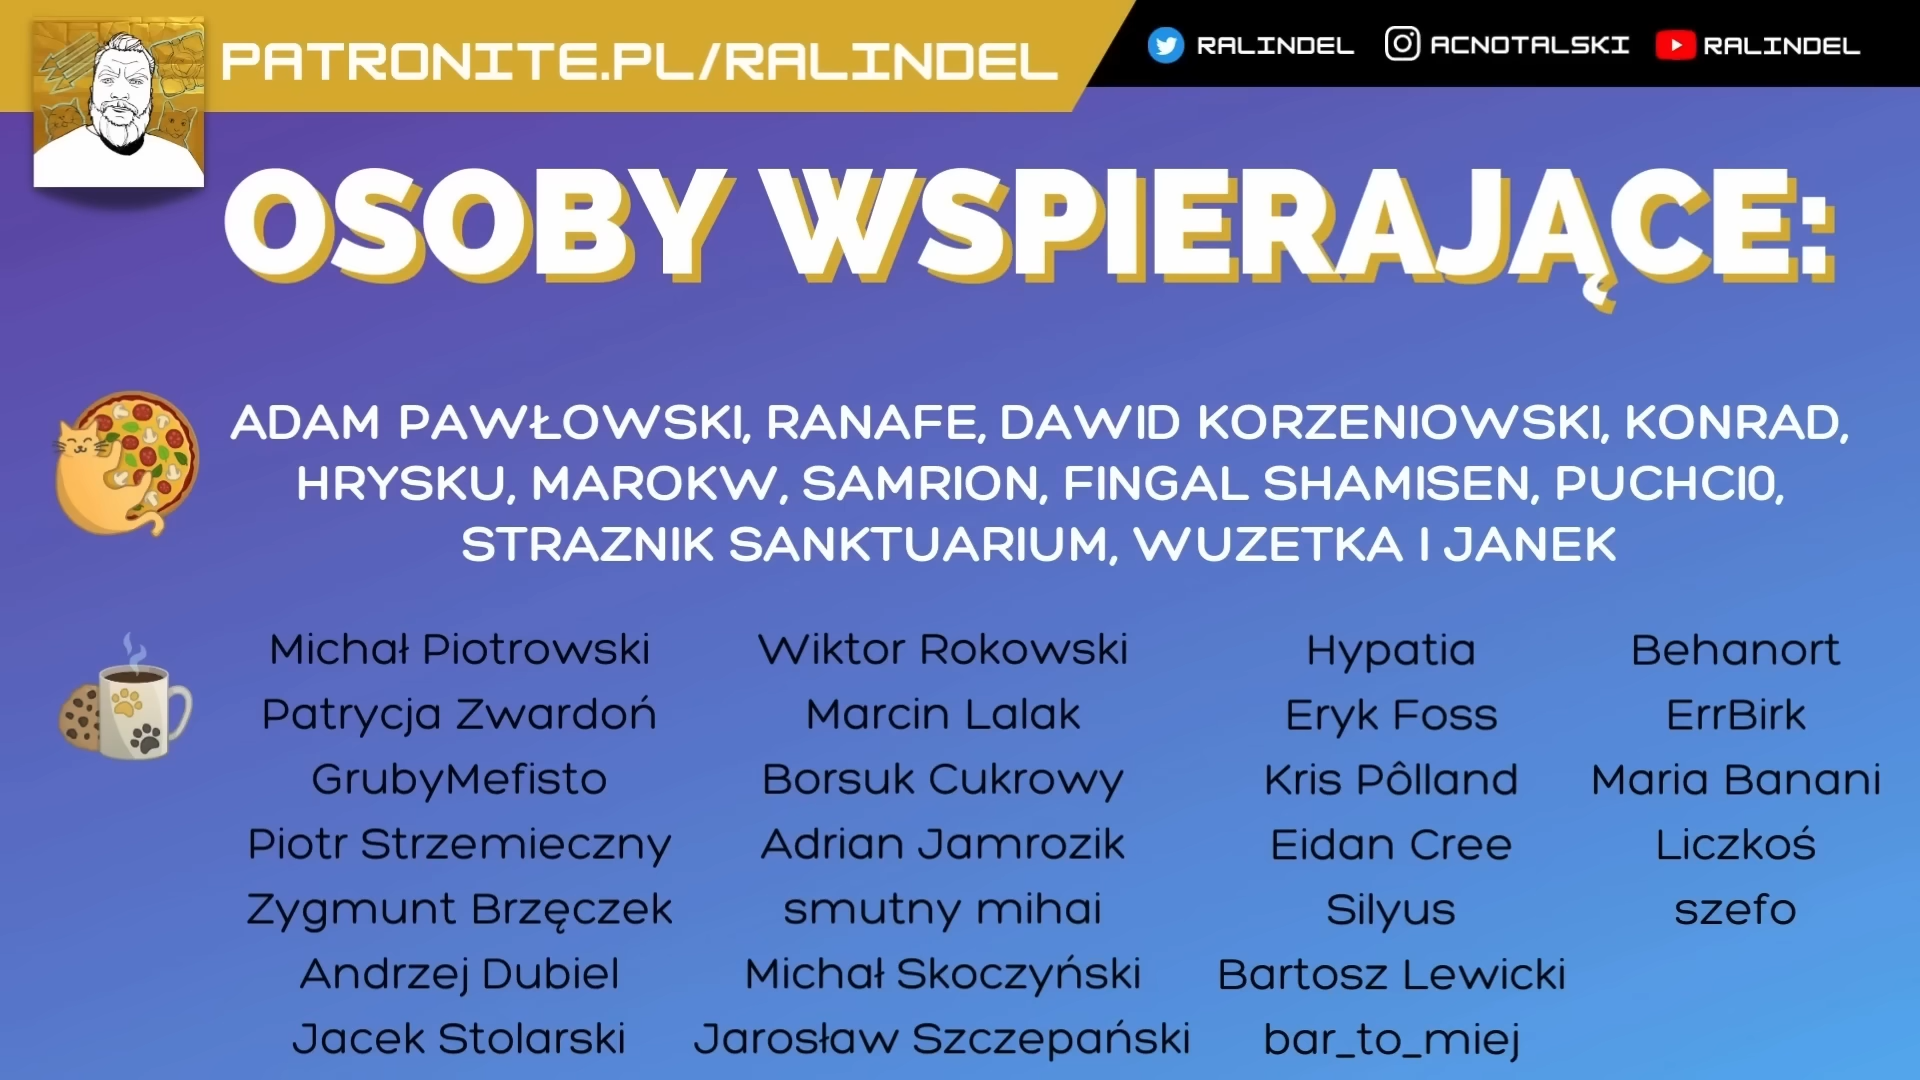 PATRONITE.PL/RALINDEL
RALINDEL
ACNOTALSKI
RALINDEL
OSOBY WSPIERAJĄCE:
ADAM PAWŁOWSKI, RANAFE, DAWID KORZENIOWSKI, KONRAD,
HRYSKU, MAROKW, SAMRION, FINGAL SHAMISEN, PUCHCI0,
STRAZNIK SANKTUARIUM, WUZETKA I JANEK
Michał Piotrowski
Patrycja Zwardoń
GrubyMefisto
Piotr Strzemieczny
Zygmunt Brzęczek
Andrzej Dubiel
Jacek Stolarski
Wiktor Rokowski
Marcin Lalak
Borsuk Cukrowy
Adrian Jamrozik
smutny mihai
Michał Skoczyński
Jarosław Szczepański
Hypatia
Eryk Foss
Kris Pôlland
Eidan Cree
Silyus
Bartosz Lewicki
bar_to_miej
Behanort
ErrBirk
Maria Banani
Liczkoś
szefo